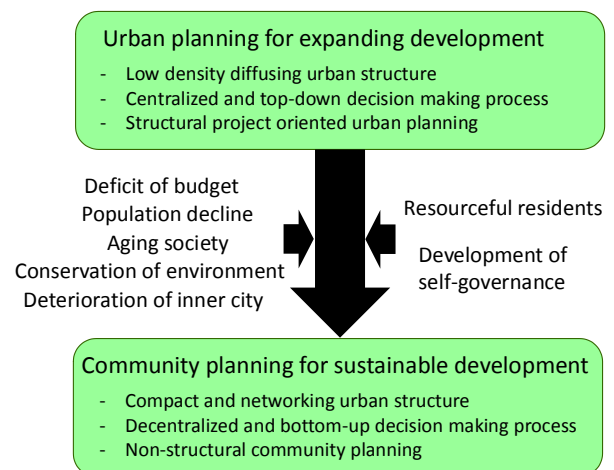 Urban planning for expanding development
- Low density diffusing urban structure
- Centralized and top-down decision making process
- Structural project oriented urban planning
Deficit of budget
Population decline
Aging society
Conservation of environment
Deterioration of inner city
Resourceful residents
Development of
self-governance
Community planning for sustainable development
- Compact and networking urban structure
- Decentralized and bottom-up decision making process
- Non-structural community planning